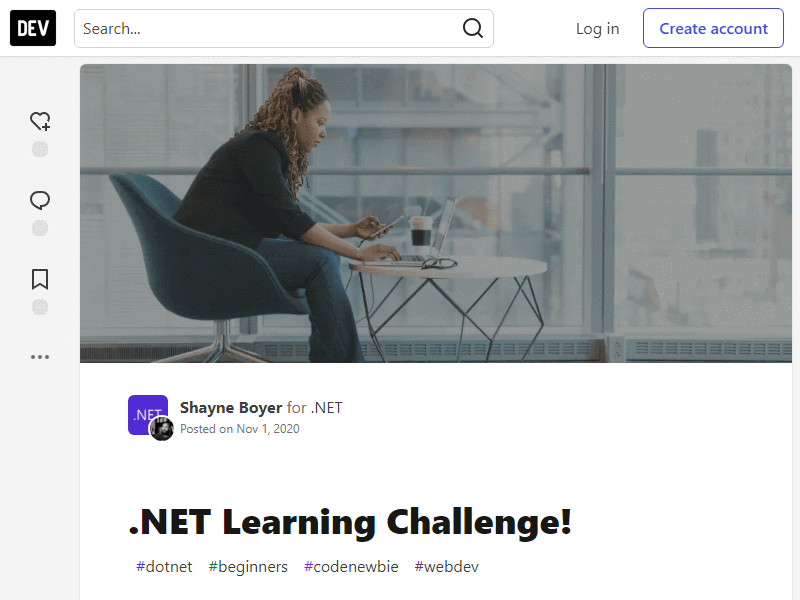 DEV
Search...
Log in
Create account
.NET
Shayne Boyer for .NET
Posted on Nov 1, 2020
.NET Learning Challenge!
#dotnet #beginners #codenewbie #webdev